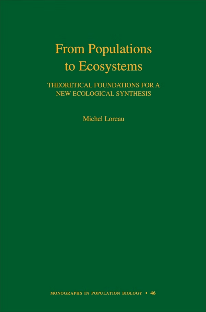 From Populations
to Ecosystems
THEORETICAL FOUNDATIONS FOR A
NEW ECOLOGICAL SYNTHESIS
Michel Loreau
MONOGRAPHS IN POPULATION BIOLOGY • 46